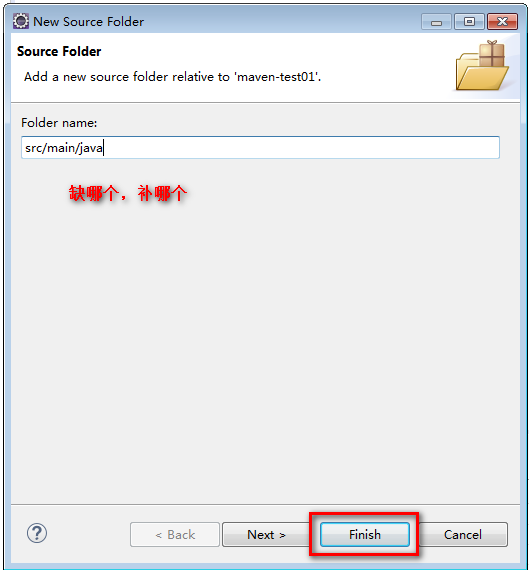 New Source Folder
Source Folder
Add a new source folder relative to 'maven-test01'.
Folder name:
src/main/java
缺哪个，补哪个
?
< Back
Next >
Finish
Cancel